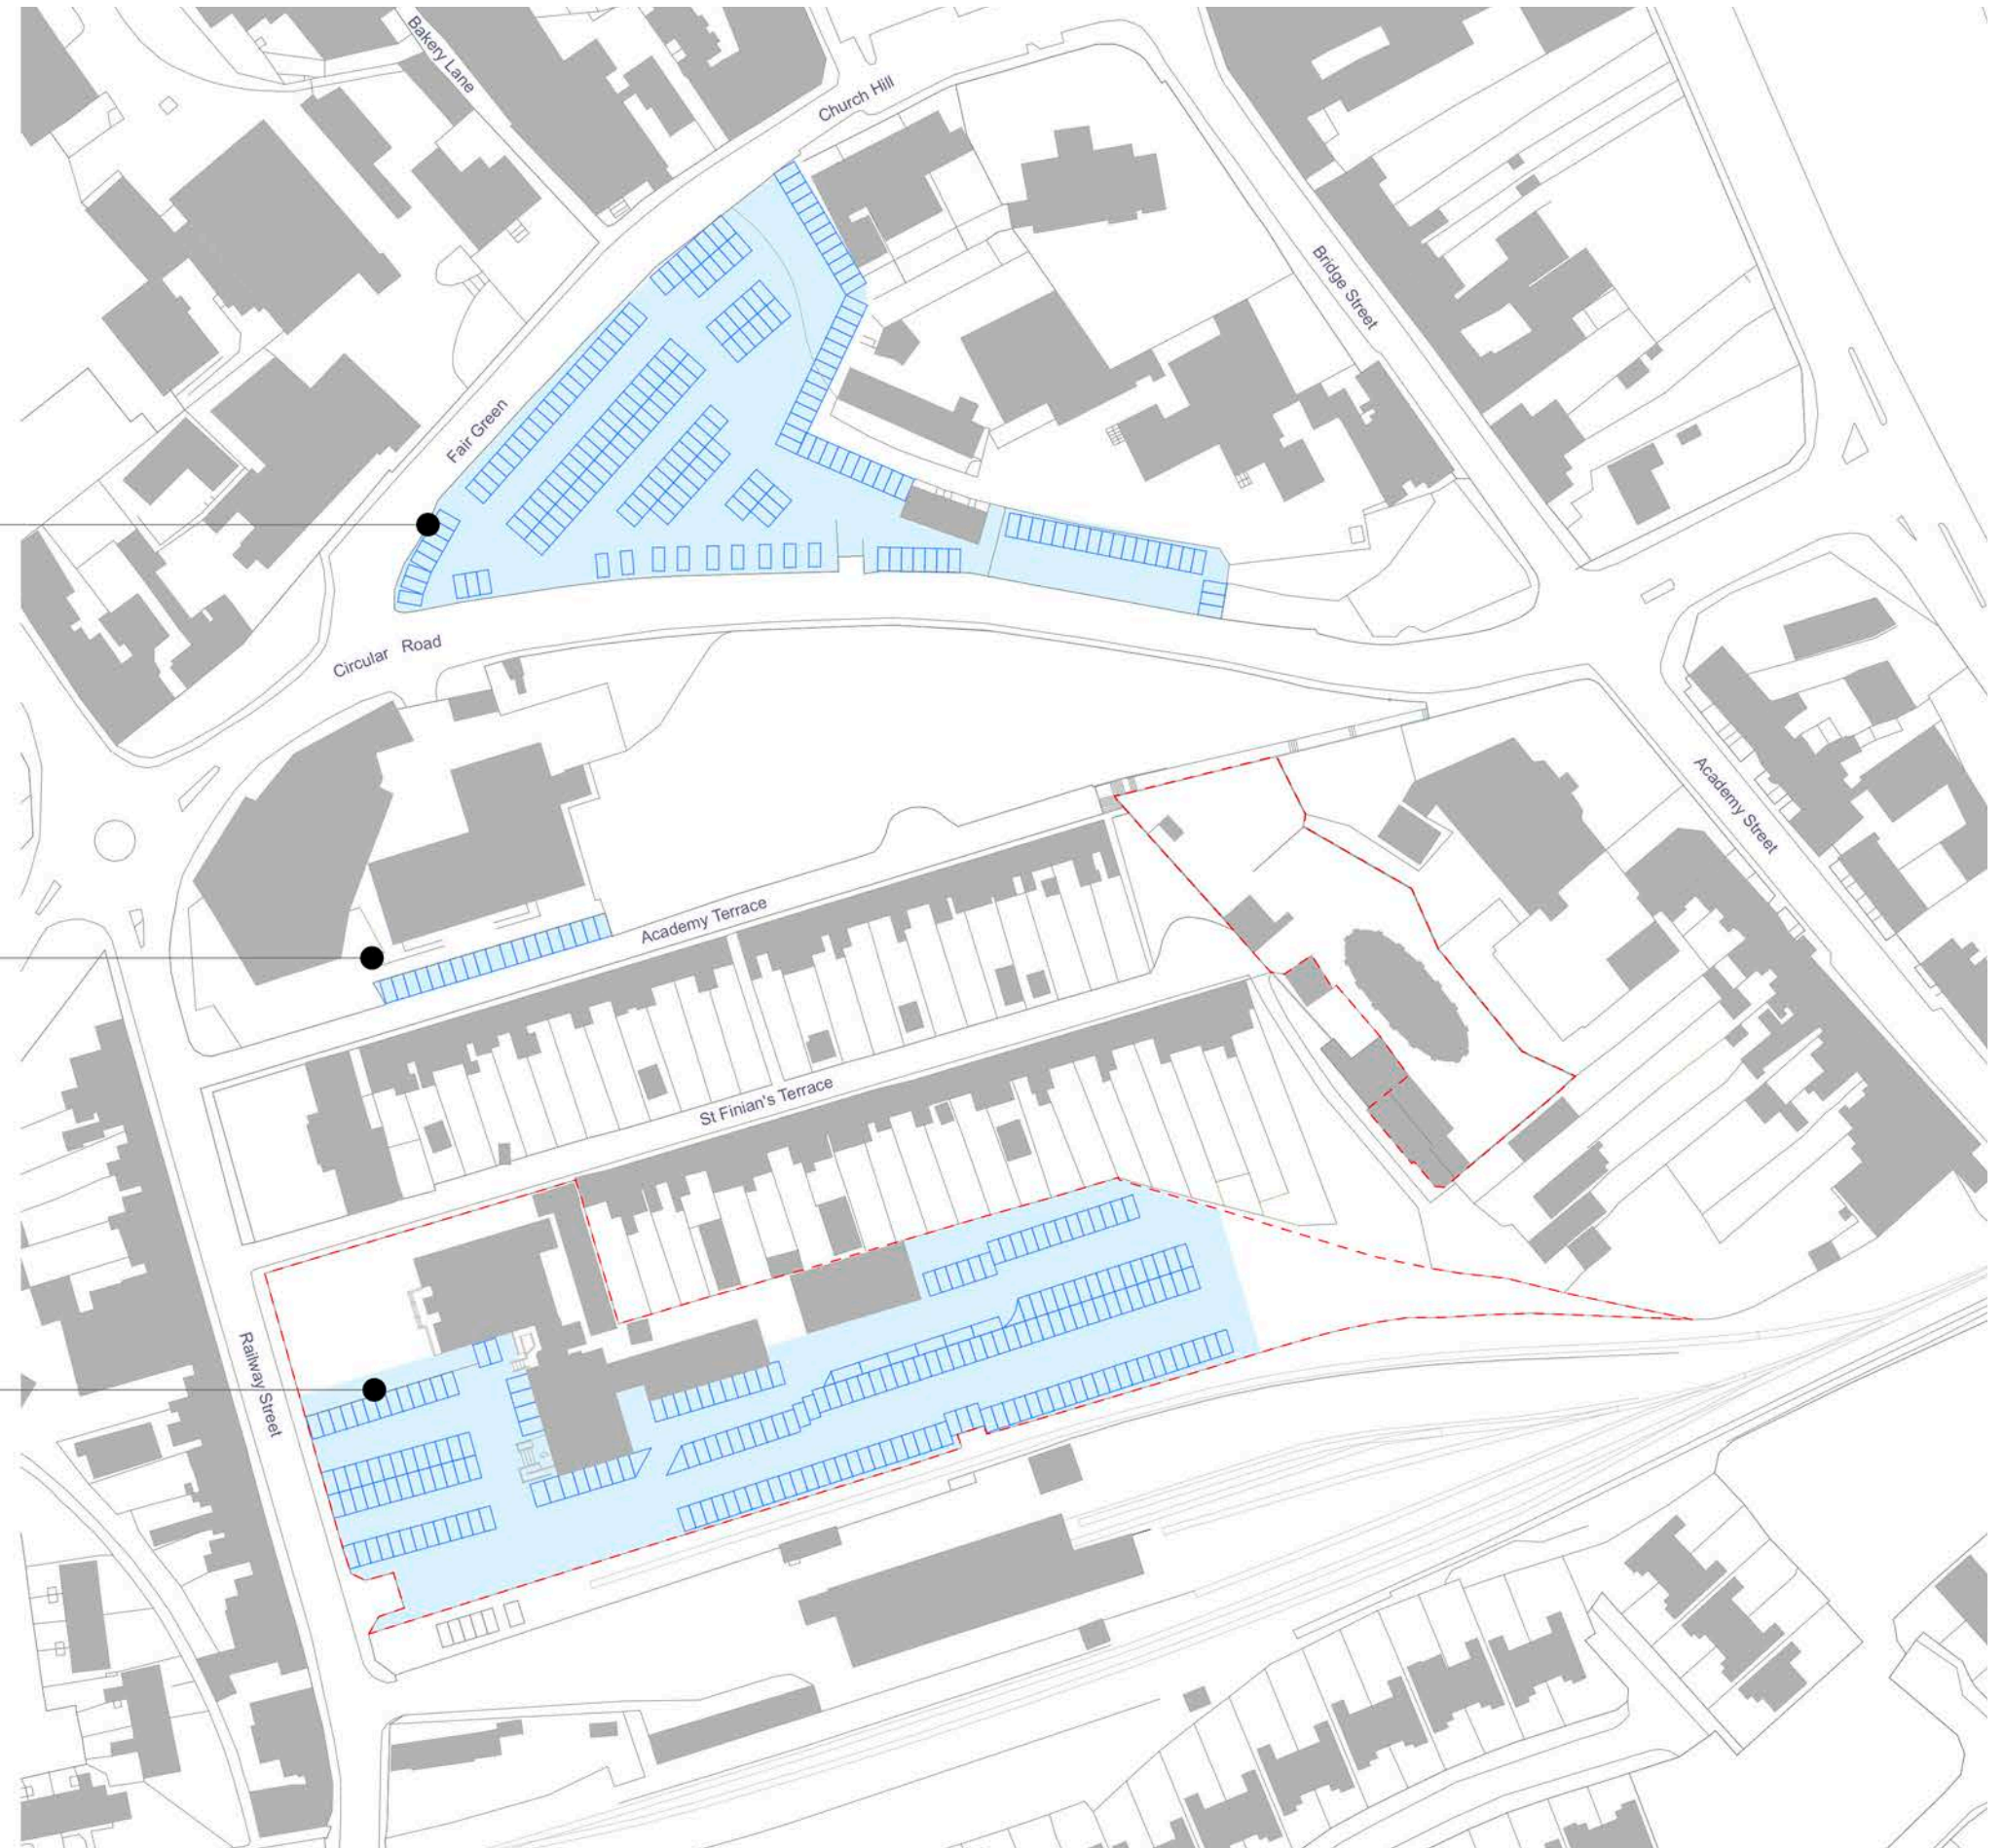 Bakery Lane
Church Hill
Bridge Street
Fair Green
Circular Road
Academy Street
Academy Terrace
St Finian's Terrace
Railway Street